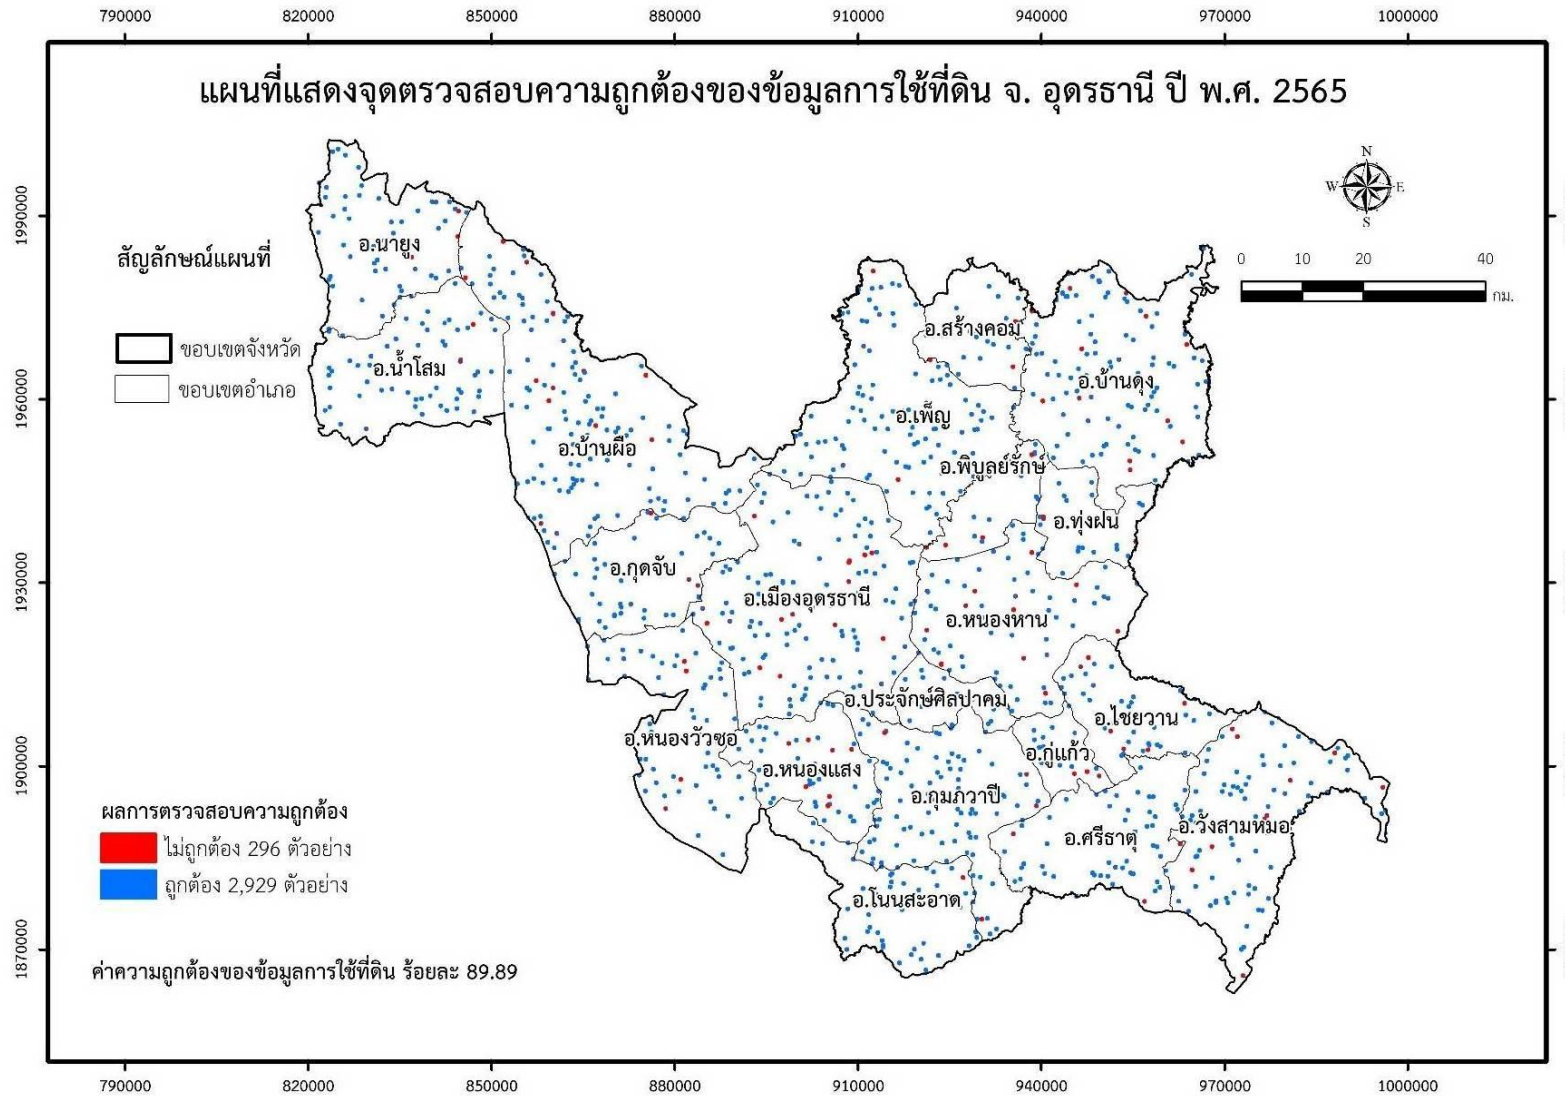 790000 820000 850000 880000 910000 940000 970000 1000000
แผนที่แสดงจุดตรวจสอบความถูกต้องของข้อมูลการใช้ที่ดิน จ. อุดรธานี ปี พ.ศ. 2565
N
W E
S
0 10 20 40
กม.
1990000
1960000
1930000
1900000
1870000
1990000
1960000
1930000
1900000
1870000
สัญลักษณ์แผนที่
ขอบเขตจังหวัด
ขอบเขตอำเภอ
อ.นายูง
อ.น้ำโสม
อ.สร้างคอม
อ.บ้านดุง
อ.เพ็ญ
อ.บ้านผือ
อ.พิบูลย์รักษ์
อ.ทุ่งฝน
อ.กุดจับ
อ.เมืองอุดรธานี
อ.หนองหาน
อ.ประจักษ์ศิลปาคม
อ.ไชยวาน
อ.หนองวัวซอ
อ.กู่แก้ว
อ.หนองแสง
อ.กุมภวาปี
อ.วังสามหมอ
อ.ศรีธาตุ
อ.โนนสะอาด
ผลการตรวจสอบความถูกต้อง
ไม่ถูกต้อง 296 ตัวอย่าง
ถูกต้อง 2,929 ตัวอย่าง
ค่าความถูกต้องของข้อมูลการใช้ที่ดิน ร้อยละ 89.89
790000 820000 850000 880000 910000 940000 970000 1000000